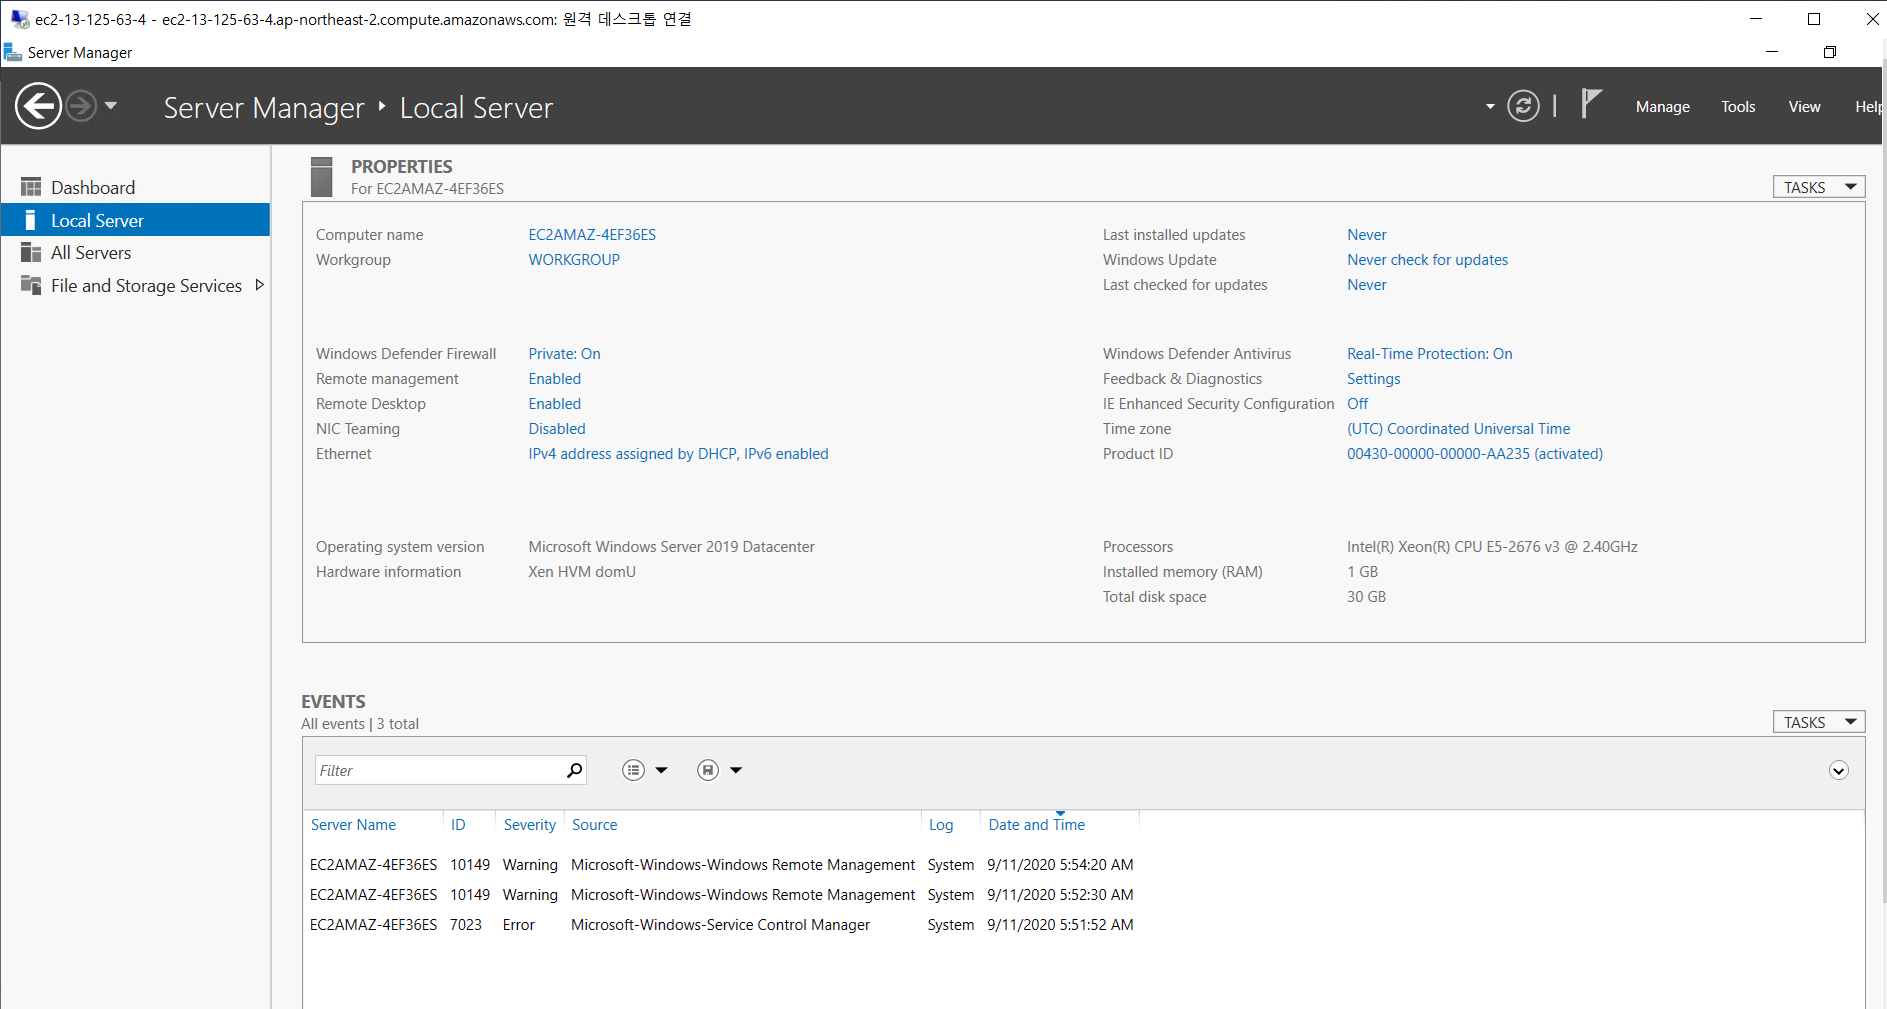 ec2-13-125-63-4 - ec2-13-125-63-4.ap-northeast-2.compute.amazonaws.com: 원격 데스크톱 연결
Server Manager
Server Manager ‣ Local Server
Manage Tools View Help
Dashboard
Local Server
All Servers
File and Storage Services
PROPERTIES
For EC2AMAZ-4EF36ES
TASKS
Computer name EC2AMAZ-4EF36ES
Workgroup WORKGROUP
Last installed updates Never
Windows Update Never check for updates
Last checked for updates Never
Windows Defender Firewall Private: On
Remote management Enabled
Remote Desktop Enabled
NIC Teaming Disabled
Ethernet IPv4 address assigned by DHCP, IPv6 enabled
Windows Defender Antivirus Real-Time Protection: On
Feedback & Diagnostics Settings
IE Enhanced Security Configuration Off
Time zone (UTC) Coordinated Universal Time
Product ID 00430-00000-00000-AA235 (activated)
Operating system version Microsoft Windows Server 2019 Datacenter
Hardware information Xen HVM domU
Processors Intel(R) Xeon(R) CPU E5-2676 v3 @ 2.40GHz
Installed memory (RAM) 1 GB
Total disk space 30 GB
EVENTS
All events | 3 total
TASKS
Filter
Server Name ID Severity Source Log Date and Time
EC2AMAZ-4EF36ES 10149 Warning Microsoft-Windows-Windows Remote Management System 9/11/2020 5:54:20 AM
EC2AMAZ-4EF36ES 10149 Warning Microsoft-Windows-Windows Remote Management System 9/11/2020 5:52:30 AM
EC2AMAZ-4EF36ES 7023 Error Microsoft-Windows-Service Control Manager System 9/11/2020 5:51:52 AM